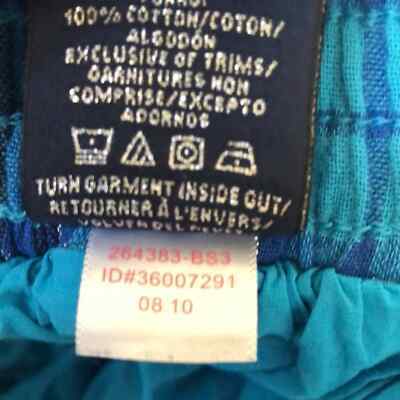 100% COTTON/COTON/
ALGODÓN
EXCLUSIVE OF TRIMS/
GARNITURES NON
COMPRISE/EXCEPTO
ADORNOS
TURN GARMENT INSIDE OUT/
RETOURNER À L'ENVERS/
264383-BS3
ID#36007291
08 10